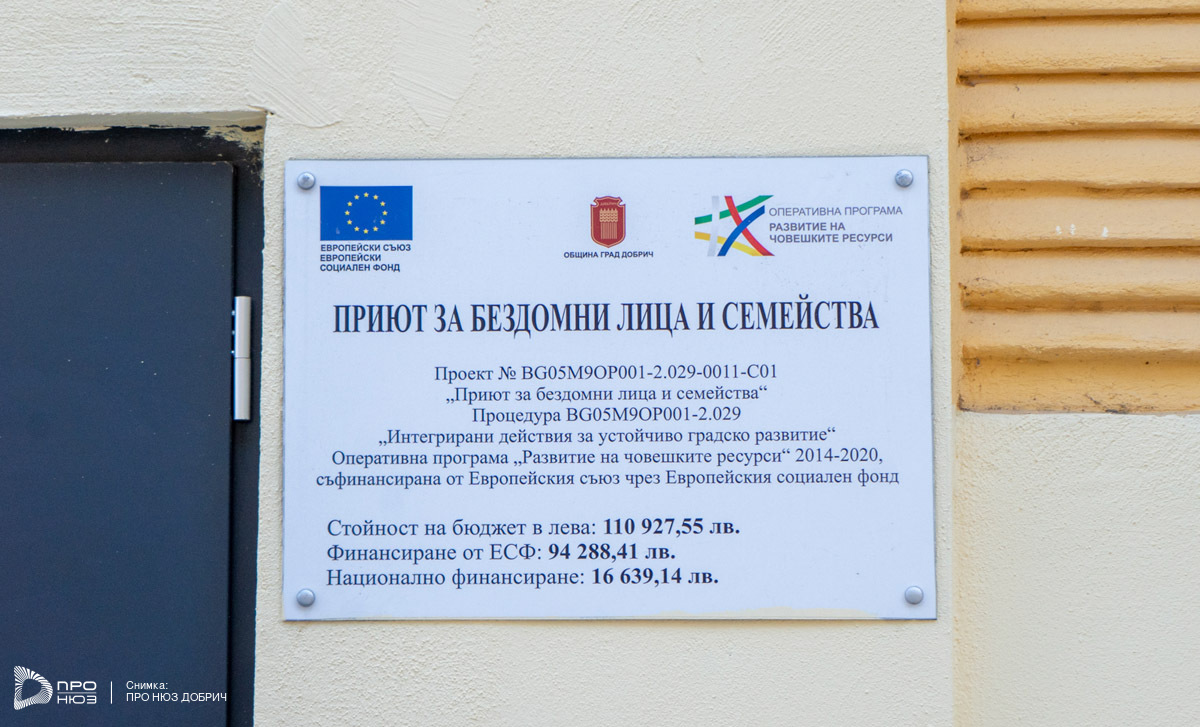 ЕВРОПЕЙСКИ СЪЮЗ
ЕВРОПЕЙСКИ
СОЦИАЛЕН ФОНД
ОБЩИНА ГРАД ДОБРИЧ
ОПЕРАТИВНА ПРОГРАМА
РАЗВИТИЕ НА
ЧОВЕШКИТЕ РЕСУРСИ
ПРИЮТ ЗА БЕЗДОМНИ ЛИЦА И СЕМЕЙСТВА
Проект № BG05M9OP001-2.029-0011-C01
„Приют за бездомни лица и семейства“
Процедура BG05M9OP001-2.029
„Интегрирани действия за устойчиво градско развитие“
Оперативна програма „Развитие на човешките ресурси“ 2014-2020,
съфинансирана от Европейския съюз чрез Европейския социален фонд
Стойност на бюджет в лева: 110 927,55 лв.
Финансиране от ЕСФ: 94 288,41 лв.
Национално финансиране: 16 639,14 лв.
ПРО
НЮЗ
Снимка:
ПРО НЮЗ ДОБРИЧ